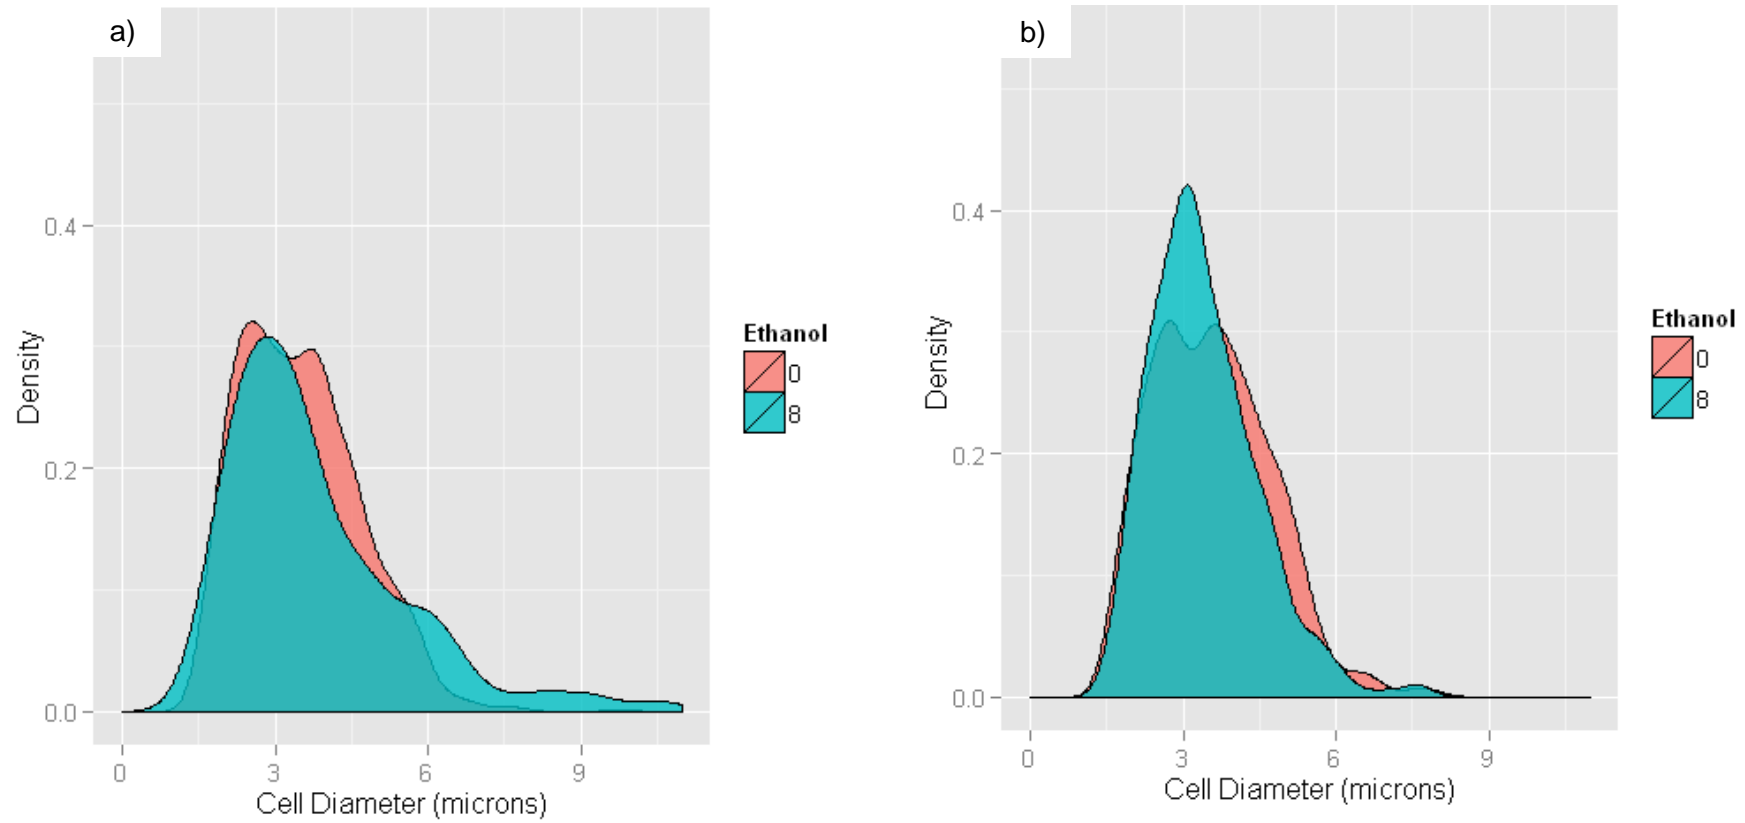 a)
Density
0.4
0.2
0.0
0 3 6 9
Cell Diameter (microns)
Ethanol
0
8
b)
Density
0.4
0.2
0.0
0 3 6 9
Cell Diameter (microns)
Ethanol
0
8